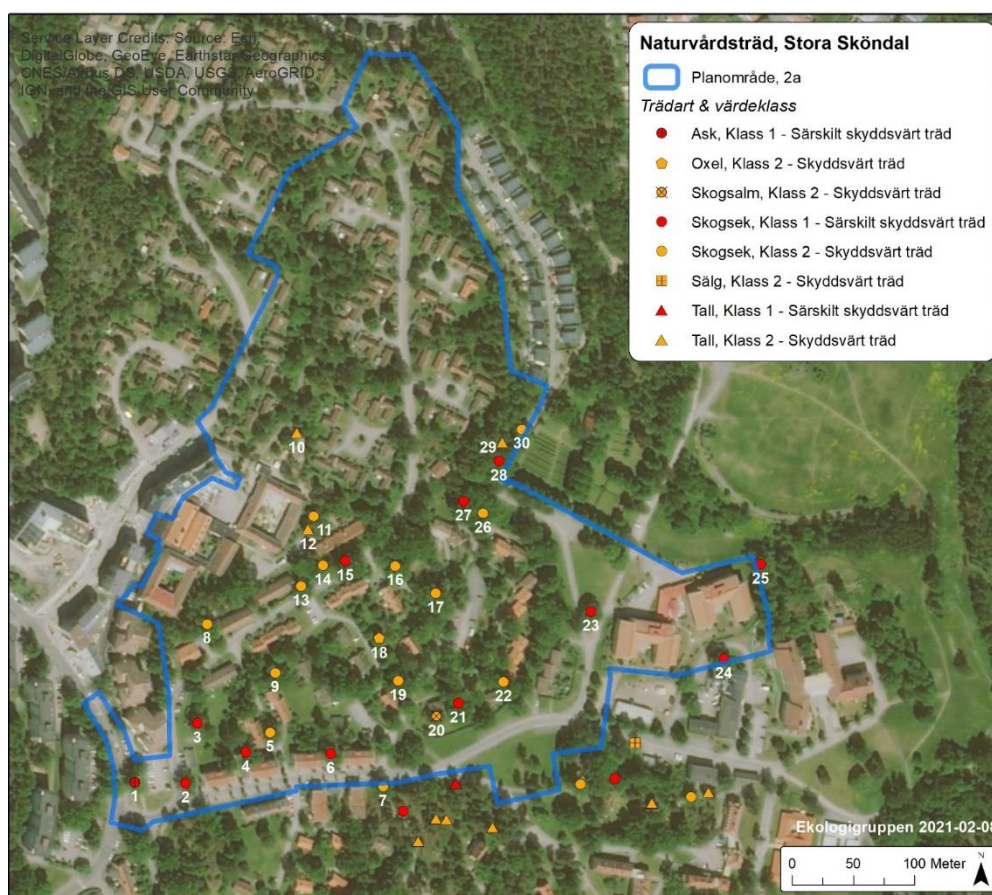 Service Layer Credits: Source: Esri,
DigitalGlobe, GeoEye, Earthstar Geographics,
CNES/Airbus DS, USDA, USGS, AeroGRID,
IGN, and the GIS User Community
Naturvårdsträd, Stora Sköndal
Planområde, 2a
Trädart & värdeklass
Ask, Klass 1 - Särskilt skyddsvärt träd
Oxel, Klass 2 - Skyddsvärt träd
Skogsalm, Klass 2 - Skyddsvärt träd
Skogsek, Klass 1 - Särskilt skyddsvärt träd
Skogsek, Klass 2 - Skyddsvärt träd
Sälg, Klass 2 - Skyddsvärt träd
Tall, Klass 1 - Särskilt skyddsvärt träd
Tall, Klass 2 - Skyddsvärt träd
10
29
30
28
27
26
11
12
14
15
16
13
17
25
23
8
18
24
9
19
22
21
20
3
5
4
6
1
2
7
Ekologigruppen 2021-02-08
0 50 100 Meter
N